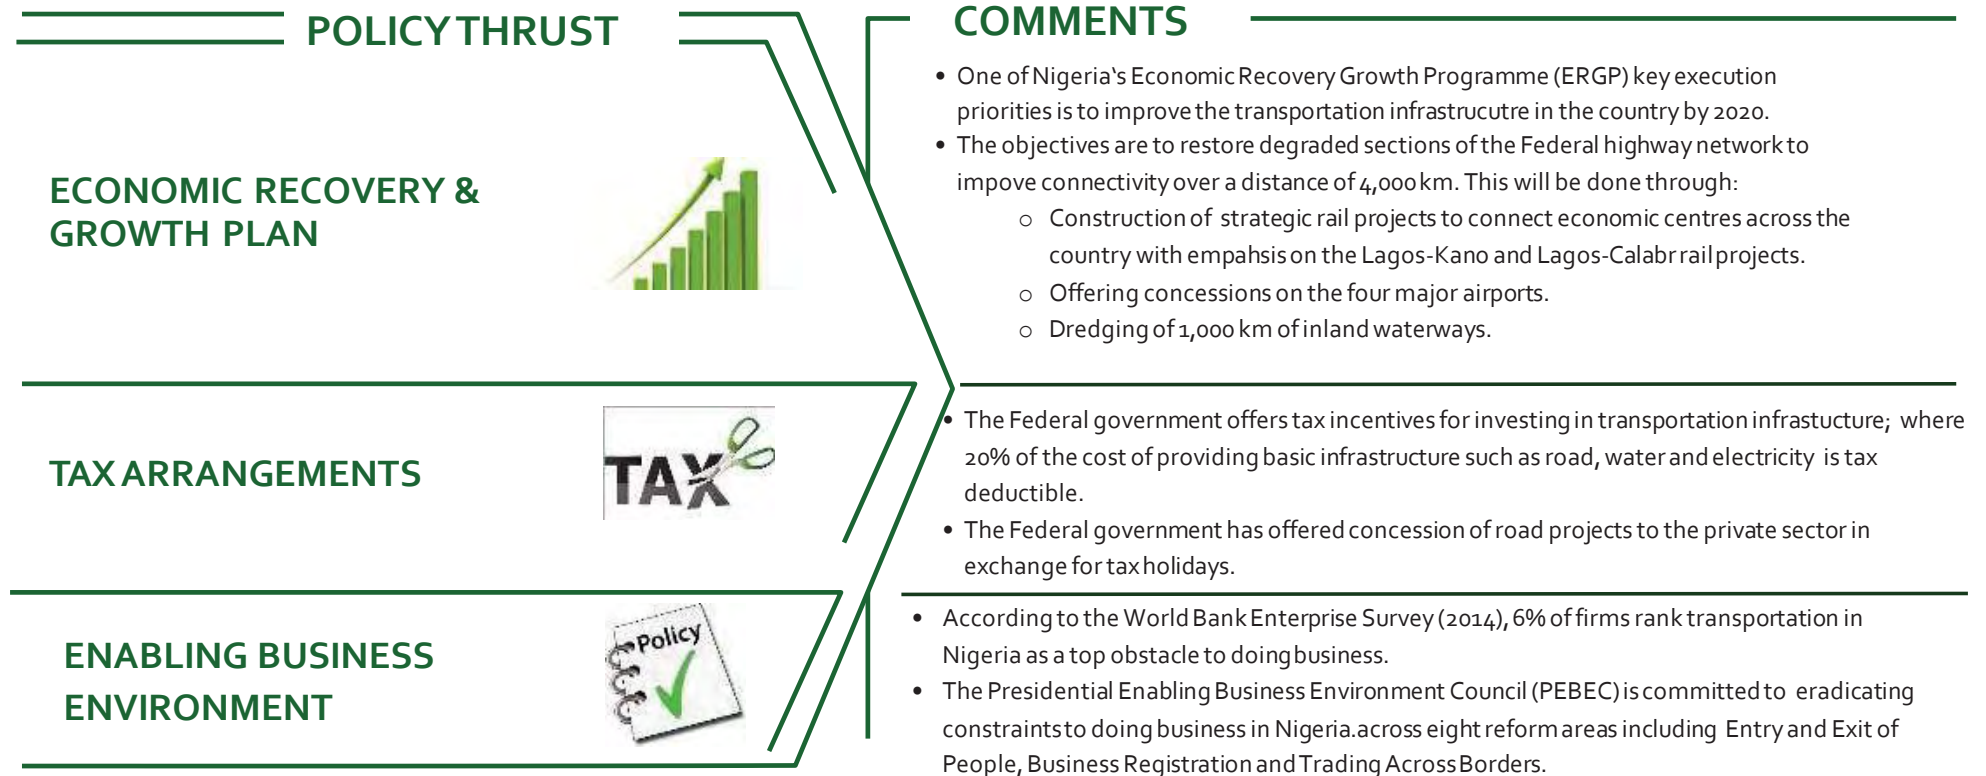 POLICY THRUST
COMMENTS
ECONOMIC RECOVERY &
GROWTH PLAN
• One of Nigeria's Economic Recovery Growth Programme (ERGP) key execution
priorities is to improve the transportation infrastrucutre in the country by 2020.
• The objectives are to restore degraded sections of the Federal highway network to
impove connectivity over a distance of 4,000 km. This will be done through:
o Construction of strategic rail projects to connect economic centres across the
country with empahsis on the Lagos-Kano and Lagos-Calabr rail projects.
o Offering concessions on the four major airports.
o Dredging of 1,000 km of inland waterways.
TAX ARRANGEMENTS
TAX
• The Federal government offers tax incentives for investing in transportation infrastucture; where
20% of the cost of providing basic infrastructure such as road, water and electricity is tax
deductible.
• The Federal government has offered concession of road projects to the private sector in
exchange for tax holidays.
ENABLING BUSINESS
ENVIRONMENT
Policy
• According to the World Bank Enterprise Survey (2014), 6% of firms rank transportation in
Nigeria as a top obstacle to doing business.
• The Presidential Enabling Business Environment Council (PEBEC) is committed to eradicating
constraints to doing business in Nigeria.across eight reform areas including Entry and Exit of
People, Business Registration and Trading Across Borders.